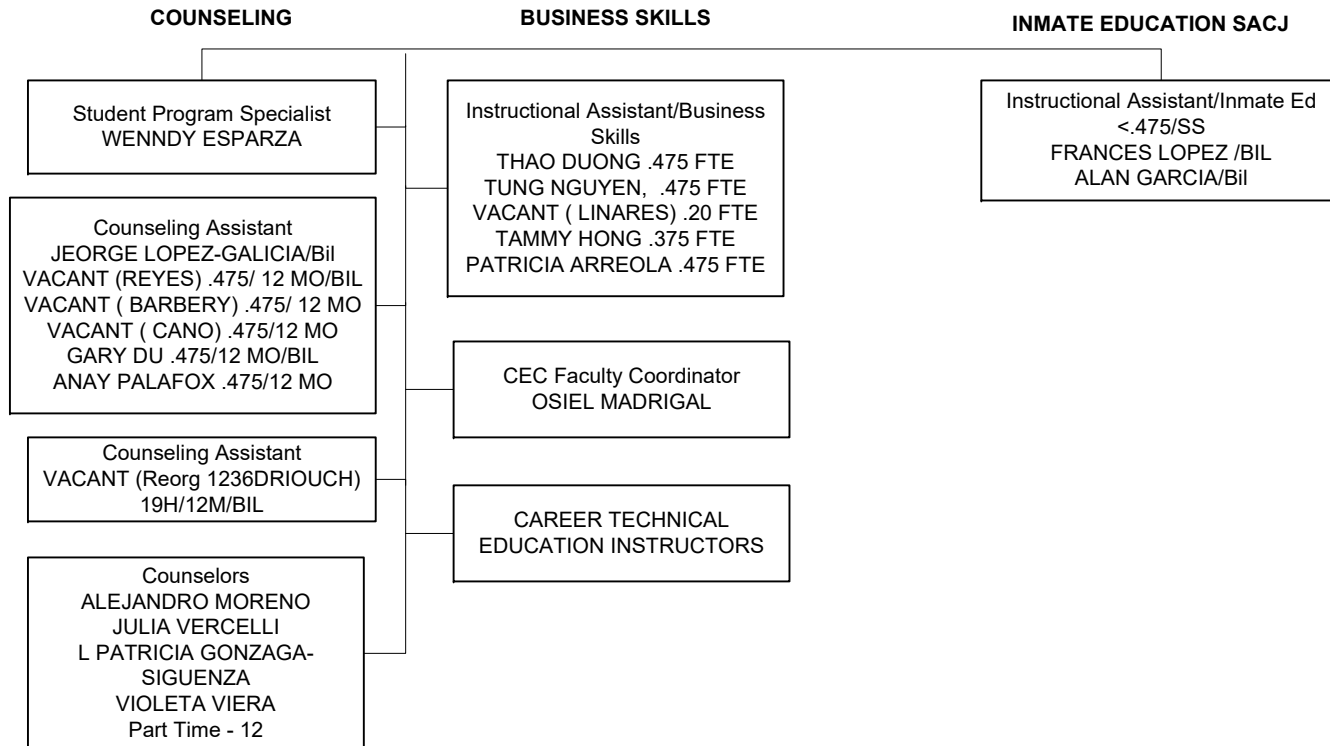 COUNSELING
Student Program Specialist
WENNDY ESPARZA
Counseling Assistant
JEORGE LOPEZ-GALICIA/Bil
VACANT (REYES) .475/ 12 MO/BIL
VACANT ( BARBERY) .475/ 12 MO
VACANT ( CANO) .475/12 MO
GARY DU .475/12 MO/BIL
ANAY PALAFOX .475/12 MO
Counseling Assistant
VACANT (Reorg 1236DRIOUCH)
19H/12M/BIL
Counselors
ALEJANDRO MORENO
JULIA VERCELLI
L PATRICIA GONZAGA-
SIGUENZA
VIOLETA VIERA
Part Time - 12
BUSINESS SKILLS
Instructional Assistant/Business
Skills
THAO DUONG .475 FTE
TUNG NGUYEN,  .475 FTE
VACANT ( LINARES) .20 FTE
TAMMY HONG .375 FTE
PATRICIA ARREOLA .475 FTE
CEC Faculty Coordinator
OSIEL MADRIGAL
CAREER TECHNICAL
EDUCATION INSTRUCTORS
INMATE EDUCATION SACJ
Instructional Assistant/Inmate Ed
<.475/SS
FRANCES LOPEZ /BIL
ALAN GARCIA/Bil